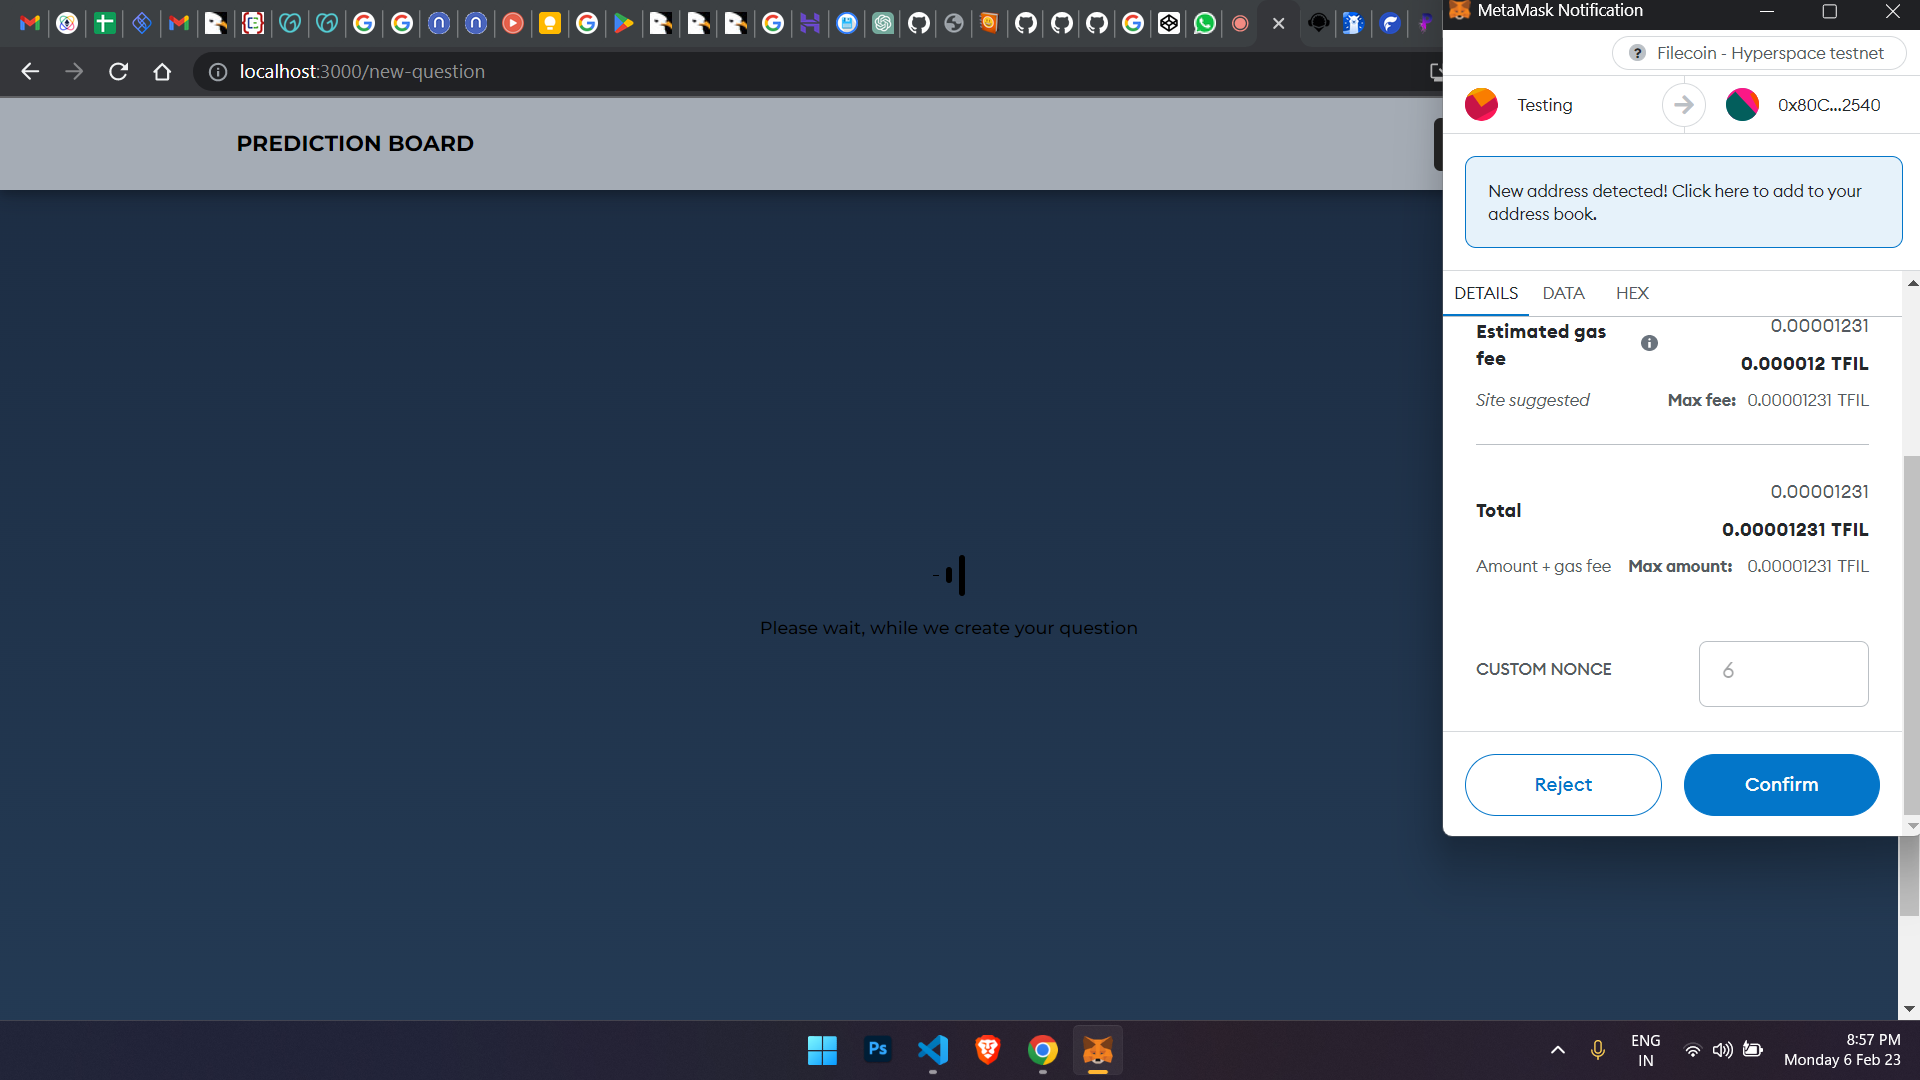 MetaMask Notification
localhost:3000/new-question
Filecoin - Hyperspace testnet
Testing
0x80C...2540
PREDICTION BOARD
New address detected! Click here to add to your
address book.
DETAILS DATA HEX
Estimated gas
fee
0.00001231
0.000012 TFIL
Site suggested
Max fee: 0.00001231 TFIL
Total
0.00001231
0.00001231 TFIL
Amount + gas fee
Max amount: 0.00001231 TFIL
Please wait, while we create your question
CUSTOM NONCE
6
Reject
Confirm
Ps
ENG
IN
8:57 PM
Monday 6 Feb 23